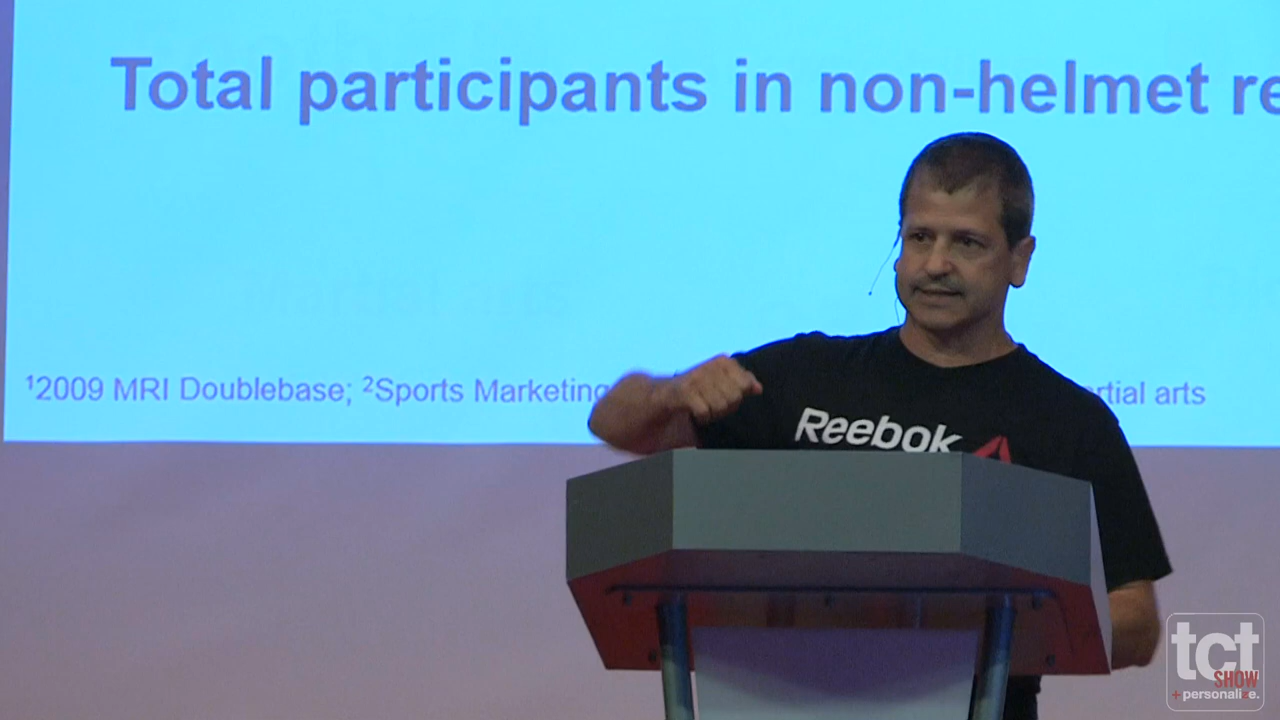 Total participants in non-helmet re
¹2009 MRI Doublebase; ²Sports Marketing
rtial arts
Reebok
tct
SHOW
+personalize.